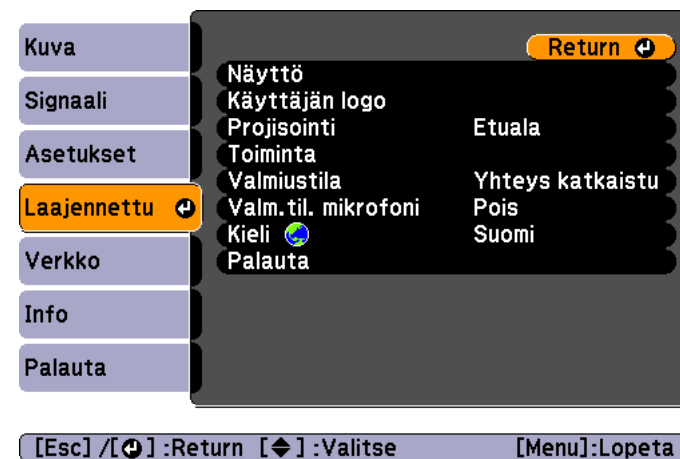 Kuva
Signaali
Asetukset
Laajennettu
Verkko
Info
Palauta
Return
Näyttö
Käyttäjän logo
Projisointi Etuala
Toiminta
Valmiustila Yhteys katkaistu
Valm.til. mikrofoni Pois
Kieli Suomi
Palauta
[Esc] /[ ] :Return [ ] :Valitse [Menu]:Lopeta